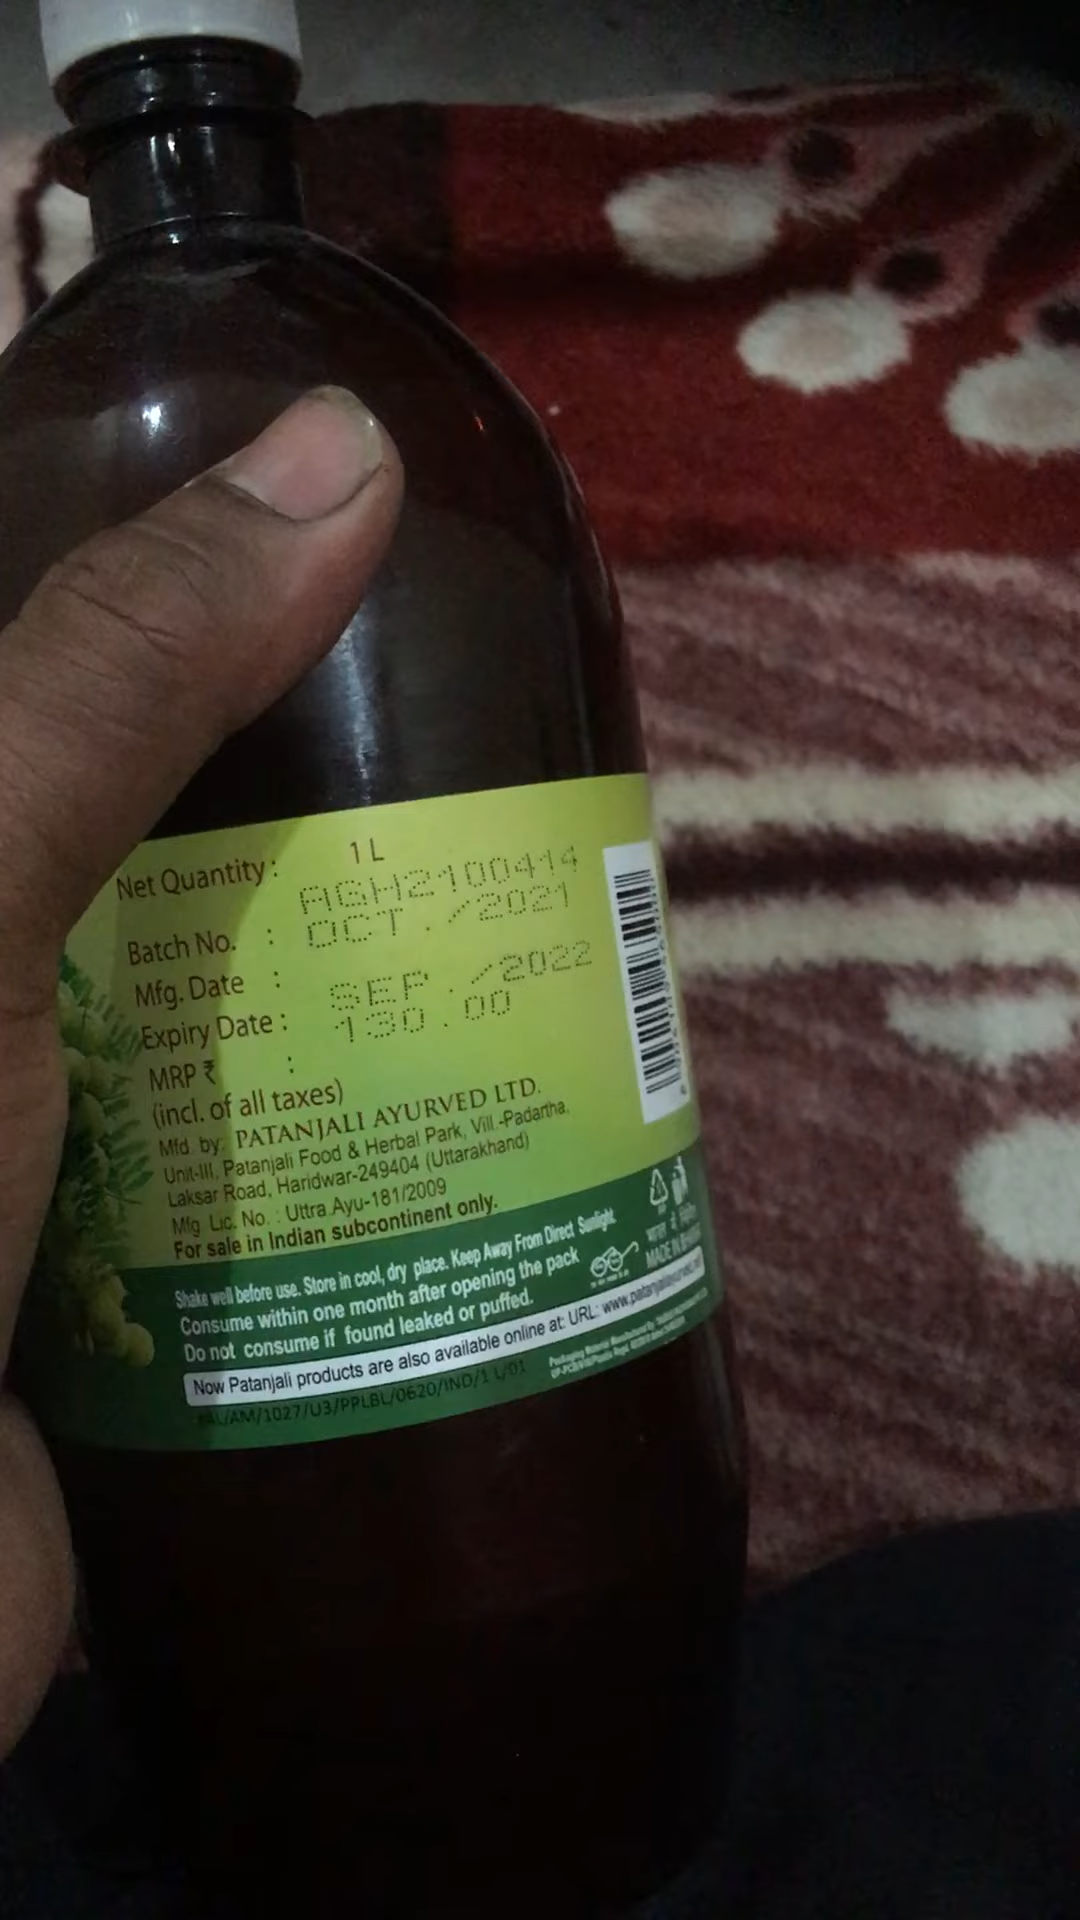 Net Quantity : 1 L
Batch No. : AGH2100414
Mfg. Date : OCT./2021
Expiry Date : SEP./2022
MRP ₹ : 130.00
(incl. of all taxes)
Mfd. by: PATANJALI AYURVED LTD.
Unit-III, Patanjali Food & Herbal Park, Vill.-Padartha,
Laksar Road, Haridwar-249404 (Uttarakhand)
Mfg. Lic. No. : Uttra.Ayu-181/2009
For sale in Indian subcontinent only.
Shake well before use. Store in cool, dry place. Keep Away From Direct Sunlight.
Consume within one month after opening the pack
Do not consume if found leaked or puffed.
MADE IN
Now Patanjali products are also available online at: URL: www.patanjaliayurved.net
PAL/AM/1027/U3/PPLBL/0620/IND/1 L/01